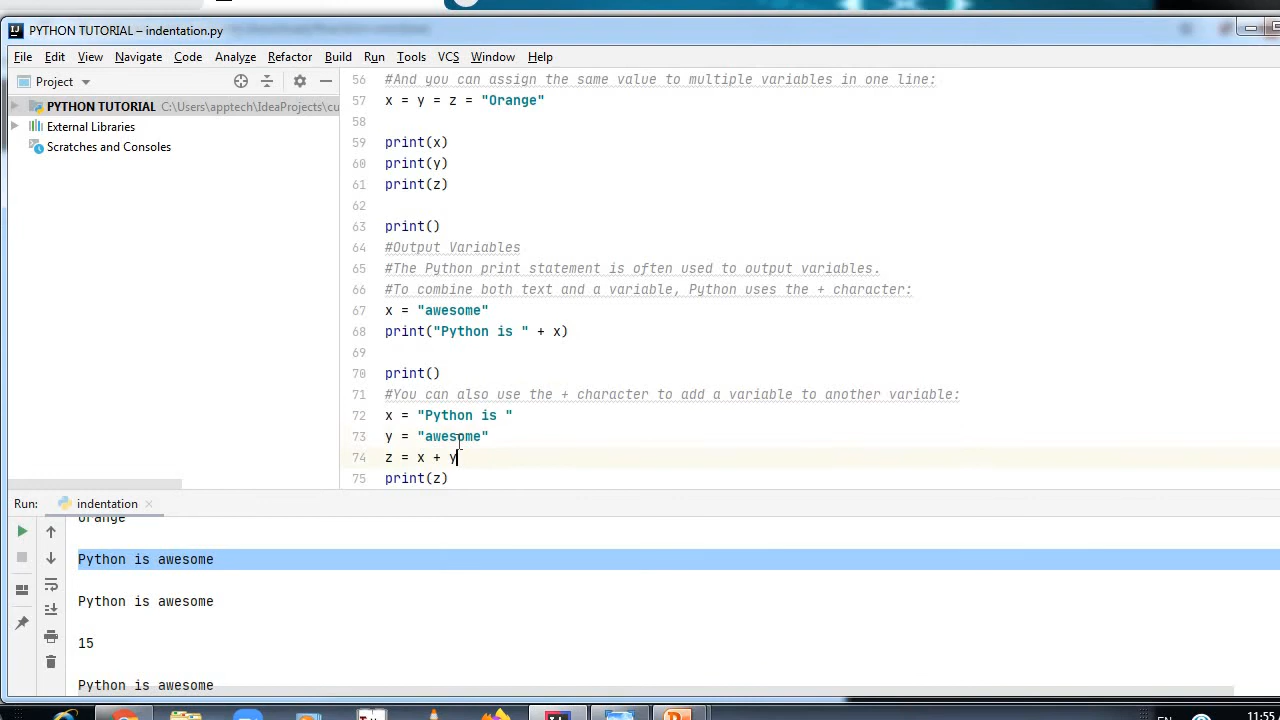 PYTHON TUTORIAL – indentation.py
File Edit View Navigate Code Analyze Refactor Build Run Tools VCS Window Help
Project
PYTHON TUTORIAL C:\Users\apptech\IdeaProjects\cu
External Libraries
Scratches and Consoles
56 #And you can assign the same value to multiple variables in one line:
57 x = y = z = "Orange"
58
59 print(x)
60 print(y)
61 print(z)
62
63 print()
64 #Output Variables
65 #The Python print statement is often used to output variables.
66 #To combine both text and a variable, Python uses the + character:
67 x = "awesome"
68 print("Python is " + x)
69
70 print()
71 #You can also use the + character to add a variable to another variable:
72 x = "Python is "
73 y = "awesome"
74 z = x + y
75 print(z)
Run: indentation
Orange
Python is awesome
Python is awesome
15
Python is awesome
EN 11:55